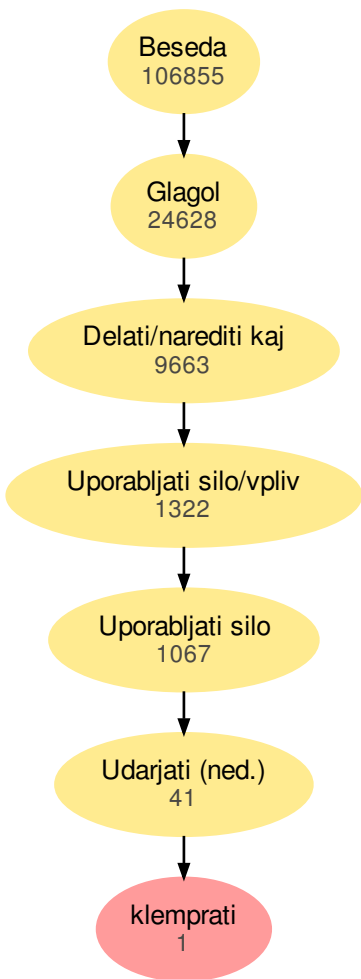 Beseda
106855
Glagol
24628
Delati/narediti kaj
9663
Uporabljati silo/vpliv
1322
Uporabljati silo
1067
Udarjati (ned.)
41
klemprati
1